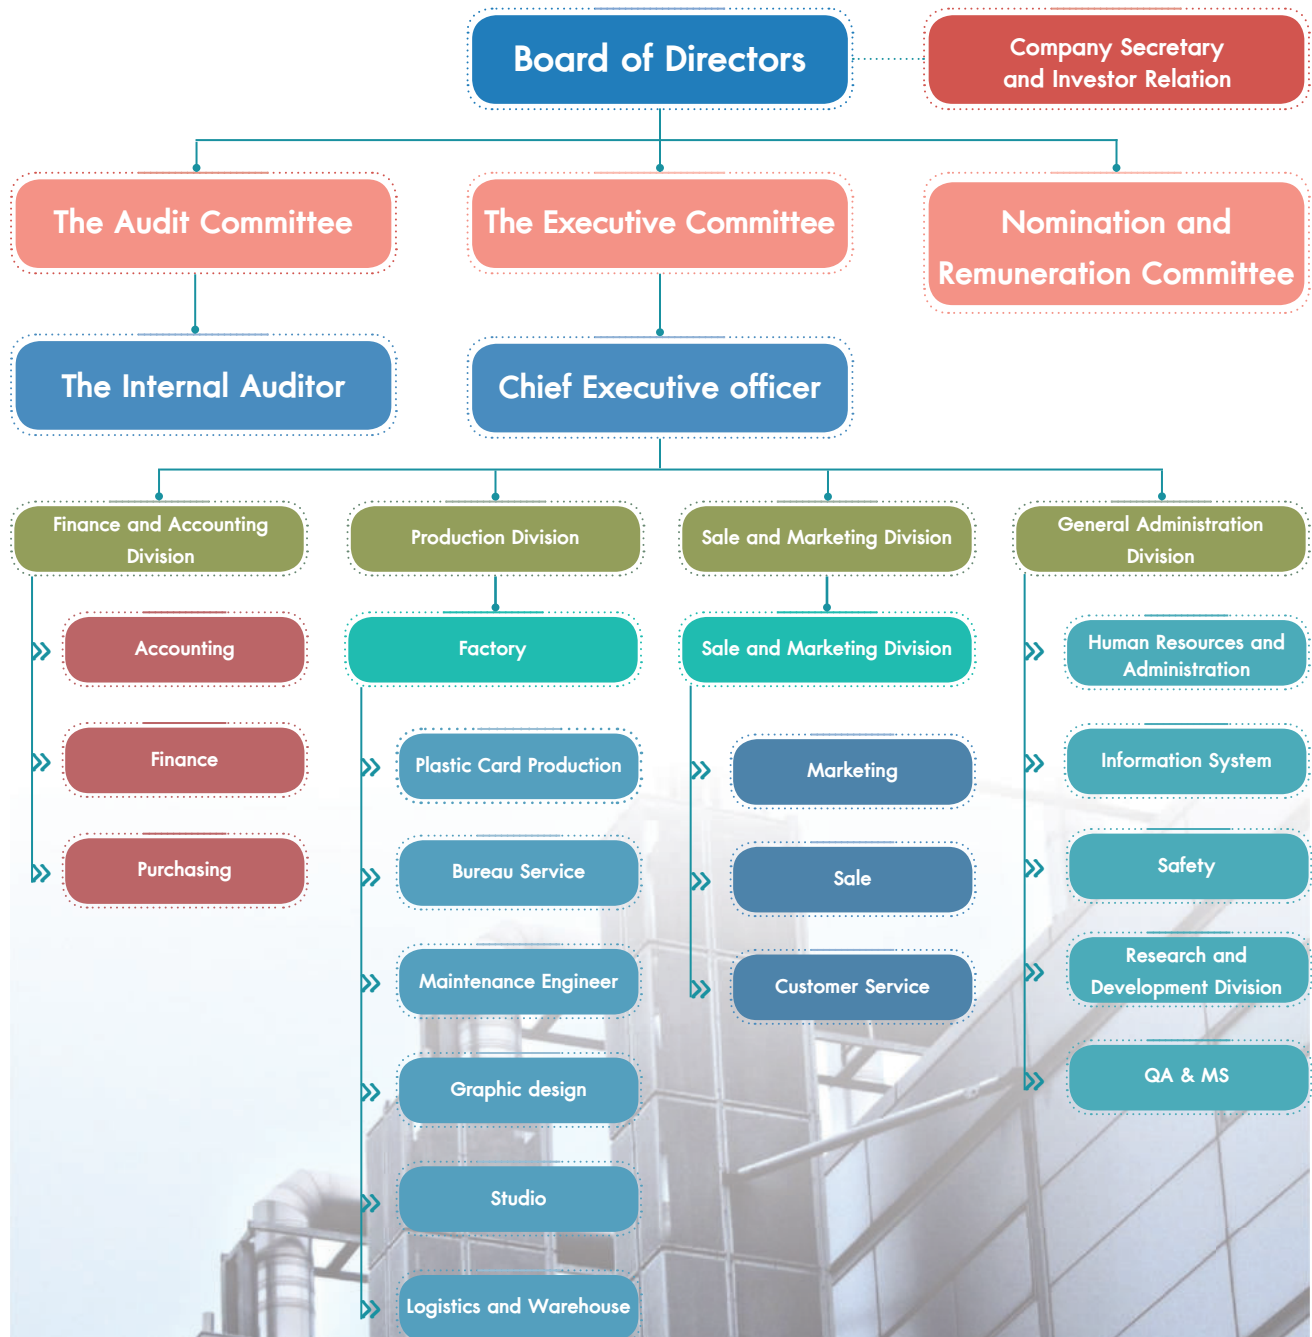 Board of Directors
Company Secretary
and Investor Relation
The Audit Committee
The Executive Committee
Nomination and
Remuneration Committee
The Internal Auditor
Chief Executive officer
Finance and Accounting
Division
Production Division
Sale and Marketing Division
General Administration
Division
Accounting
Finance
Purchasing
Factory
Plastic Card Production
Bureau Service
Maintenance Engineer
Graphic design
Studio
Logistics and Warehouse
Sale and Marketing Division
Marketing
Sale
Customer Service
Human Resources and
Administration
Information System
Safety
Research and
Development Division
QA & MS